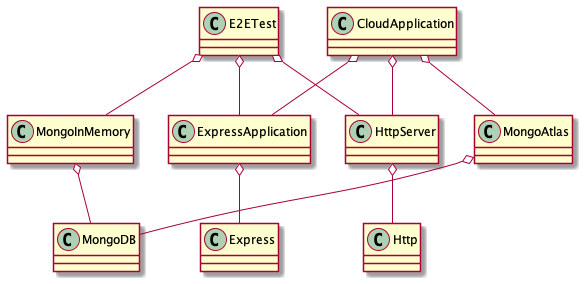 C E2ETest
C CloudApplication
C MongoInMemory
C ExpressApplication
C HttpServer
C MongoAtlas
C MongoDB
C Express
C Http